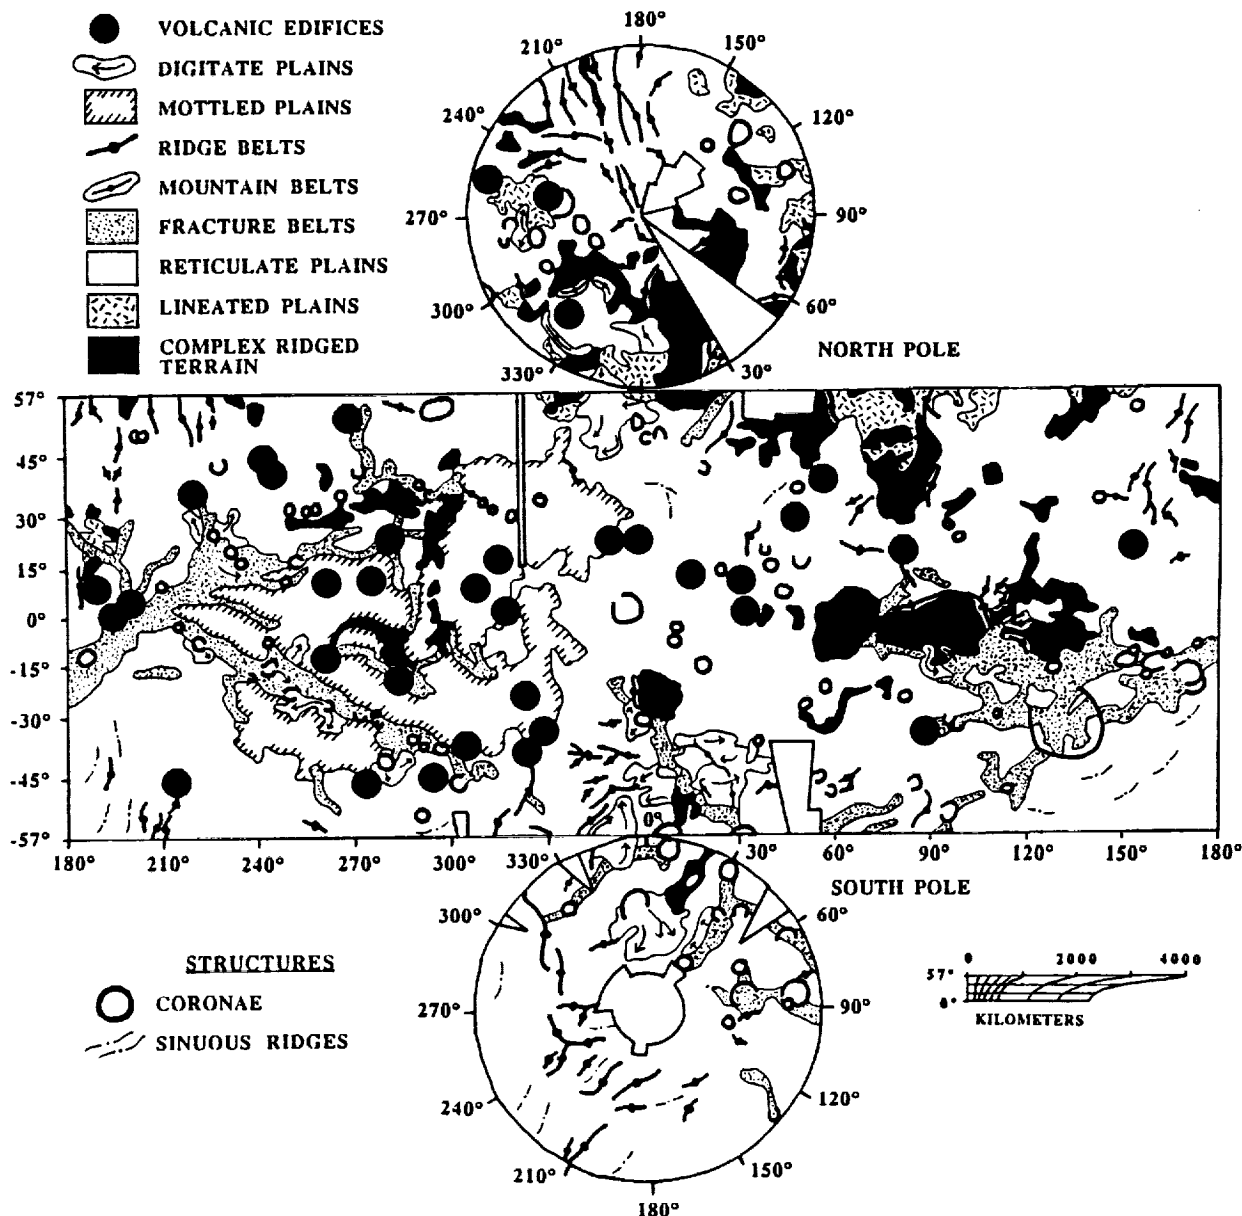 VOLCANIC EDIFICES
DIGITATE PLAINS
MOTTLED PLAINS
RIDGE BELTS
MOUNTAIN BELTS
FRACTURE BELTS
RETICULATE PLAINS
LINEATED PLAINS
COMPLEX RIDGED
TERRAIN
180°
210° 150°
240° 120°
270° 90°
300° 60°
330° 30°
NORTH POLE
57°
45°
30°
15°
0°
-15°
-30°
-45°
-57°
180° 210° 240° 270° 300° 330° 0° 30° 60° 90° 120° 150° 180°
SOUTH POLE
300° 60°
270° 90°
240° 120°
210° 150°
180°
STRUCTURES
CORONAE
SINUOUS RIDGES
0 2000 4000
57°
0°
KILOMETERS